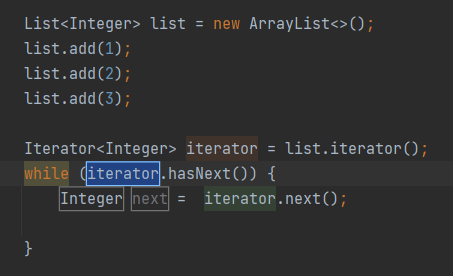 List<Integer> list = new ArrayList<>();
list.add(1);
list.add(2);
list.add(3);
Iterator<Integer> iterator = list.iterator();
while (iterator.hasNext()) {
Integer next = iterator.next();
}